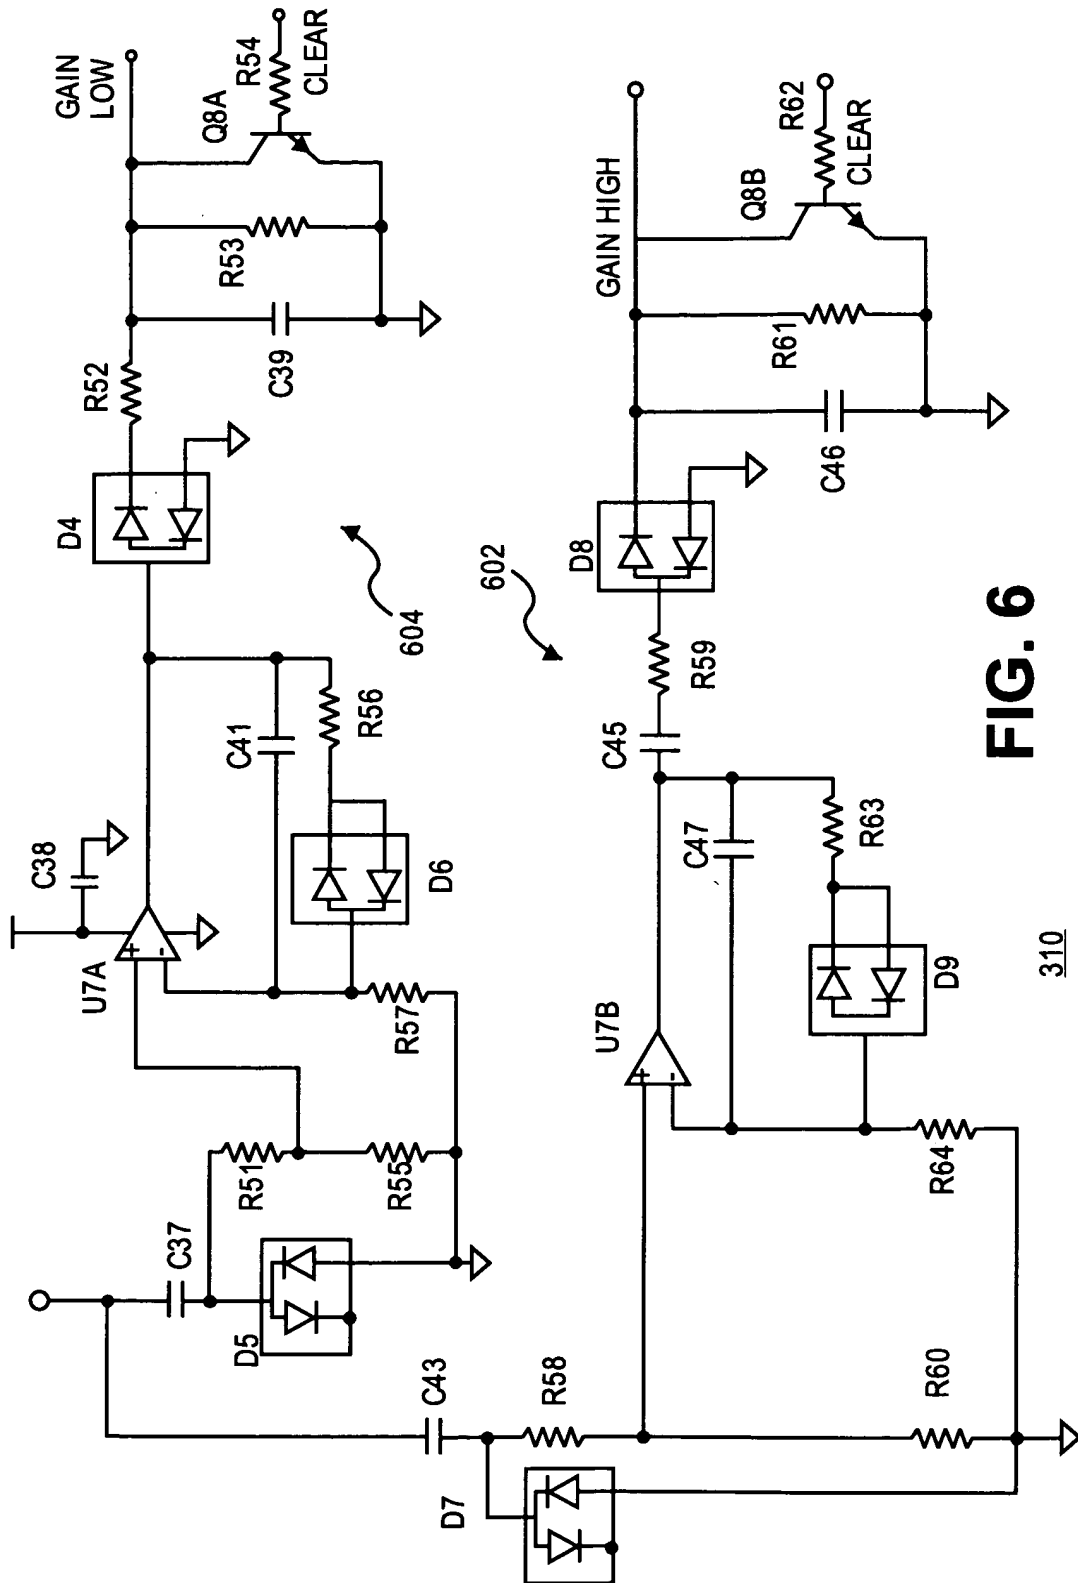 GAIN
LOW
R54
CLEAR
Q8A
R53
R52
C39
D4
604
C41
R56
C38
U7A
+
-
D6
R57
R51
R55
C37
D5
GAIN HIGH
R62
CLEAR
Q8B
R61
C46
D8
602
R59
C45
C47
R63
U7B
+
-
D9
R64
C43
R58
R60
D7
310
FIG. 6